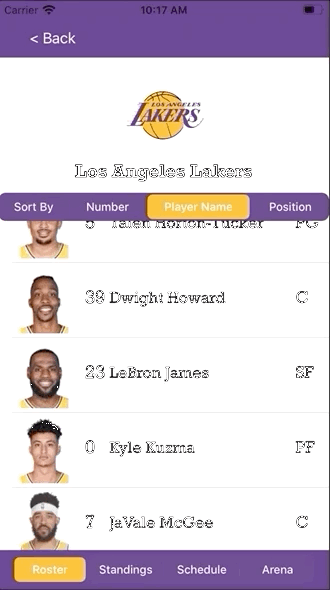 Carrier 10:17 AM
< Back
LOS ANGELES
LAKERS
Los Angeles Lakers
Sort By Number Player Name Position
5 Talen Horton-Tucker PG
39 Dwight Howard C
23 LeBron James SF
0 Kyle Kuzma PF
7 JaVale McGee C
Roster Standings Schedule Arena